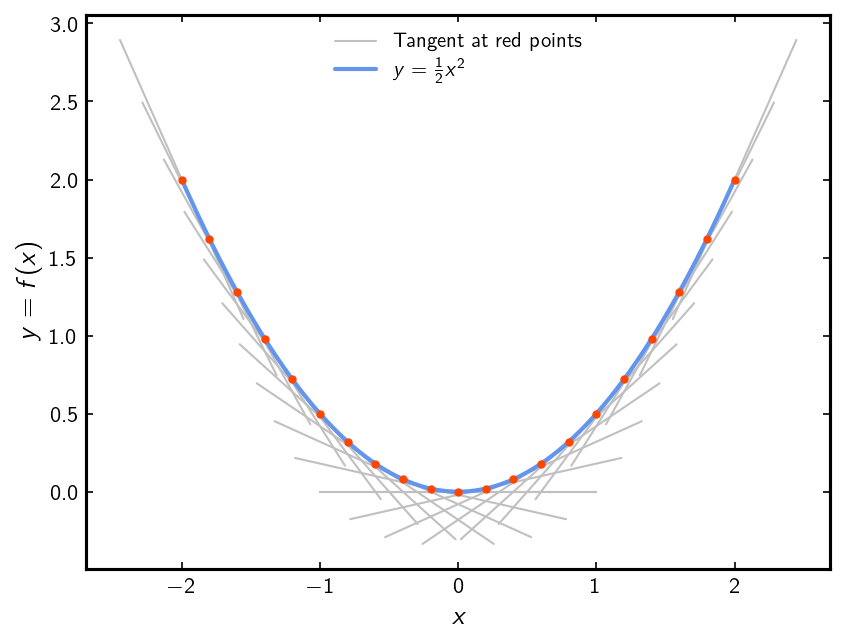 Tangent at red points
y = ½x²
3.0
2.5
2.0
1.5
1.0
0.5
0.0
y = f(x)
−2 −1 0 1 2
x